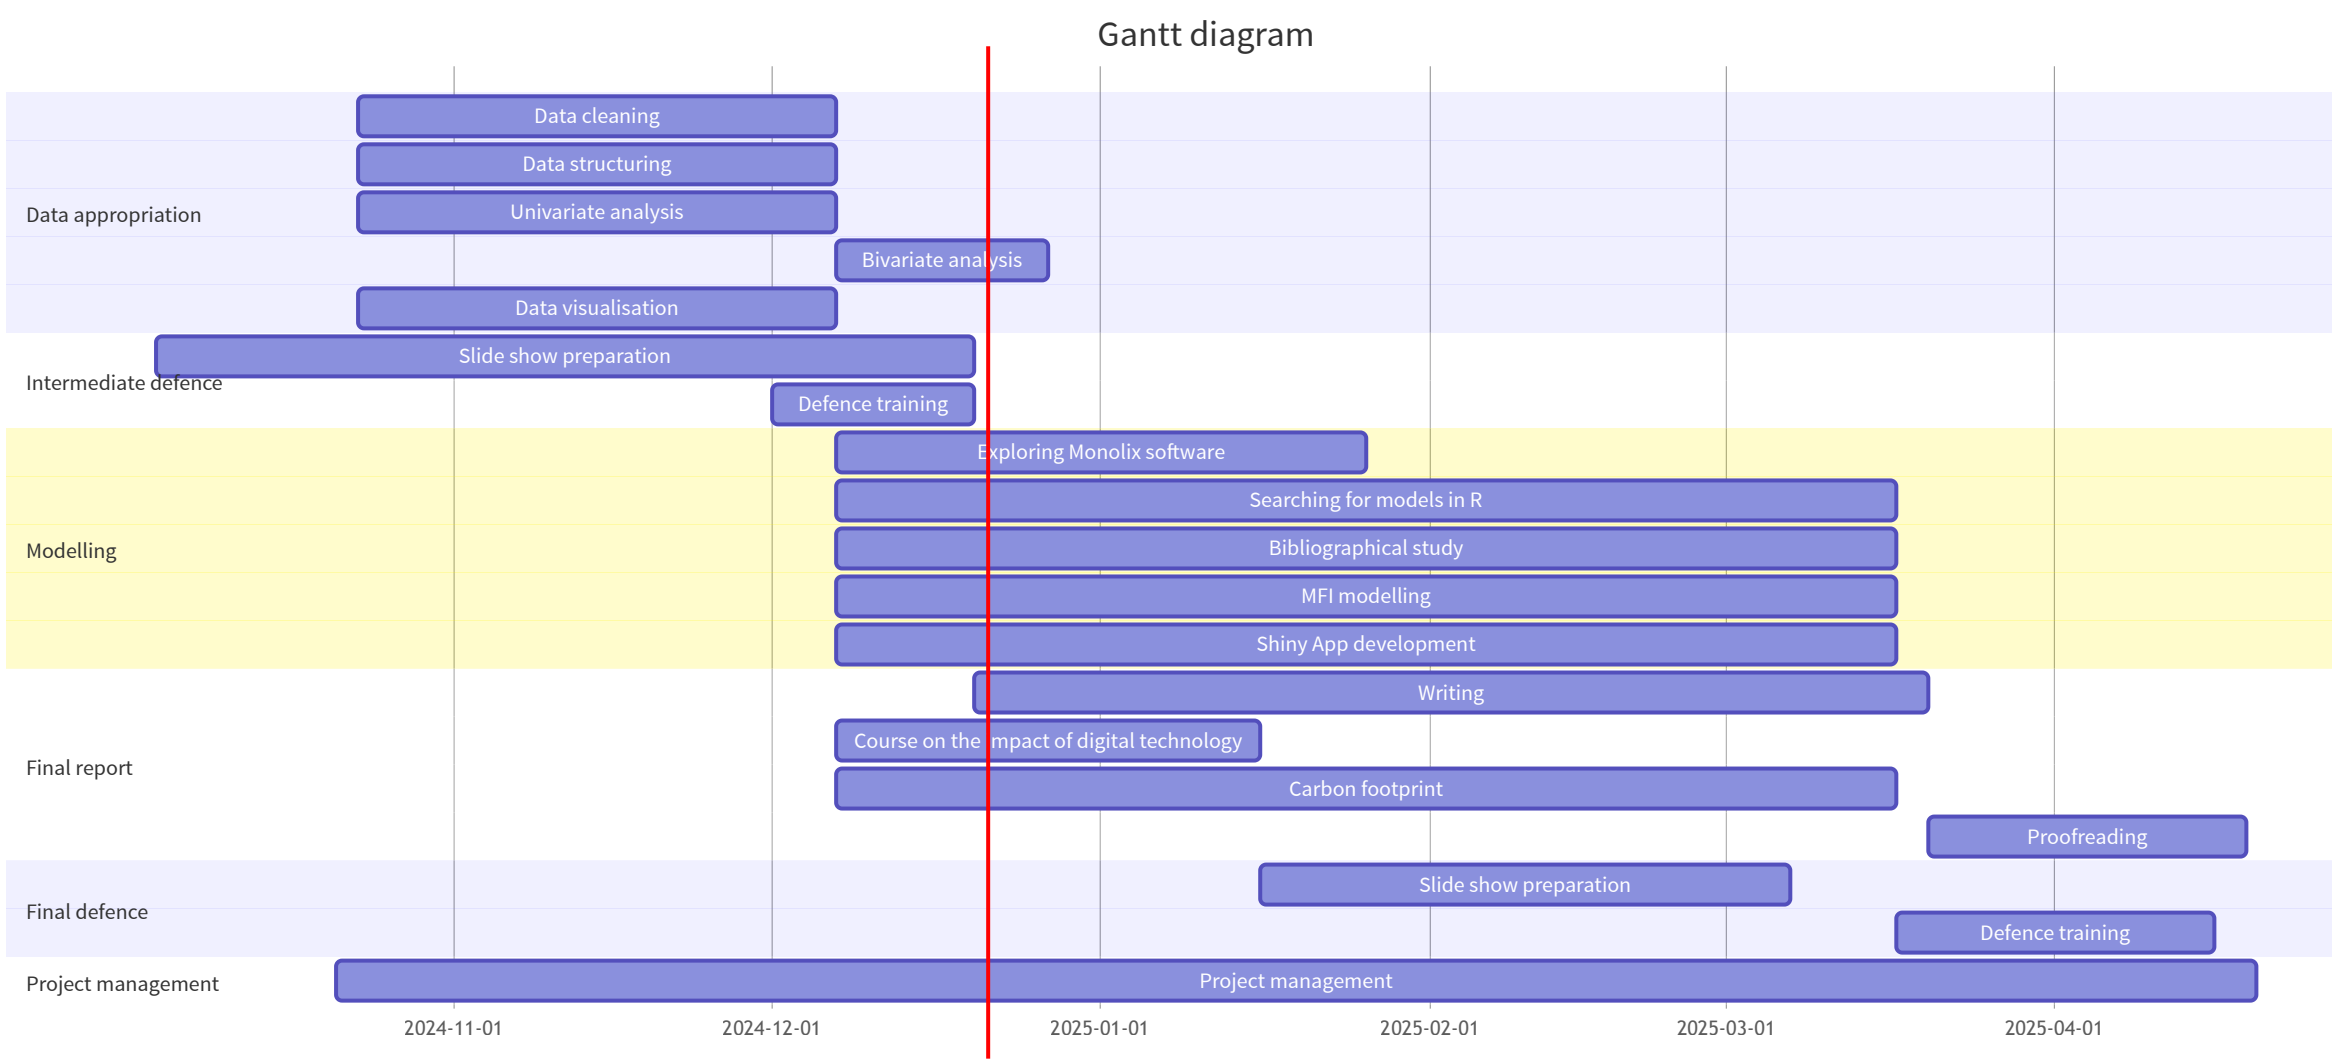 Gantt diagram
Data cleaning
Data structuring
Data appropriation
Univariate analysis
Bivariate analysis
Data visualisation
Slide show preparation
Intermediate defence
Defence training
Exploring Monolix software
Searching for models in R
Modelling
Bibliographical study
MFI modelling
Shiny App development
Writing
Course on the impact of digital technology
Final report
Carbon footprint
Proofreading
Slide show preparation
Final defence
Defence training
Project management
Project management
2024-11-01
2024-12-01
2025-01-01
2025-02-01
2025-03-01
2025-04-01